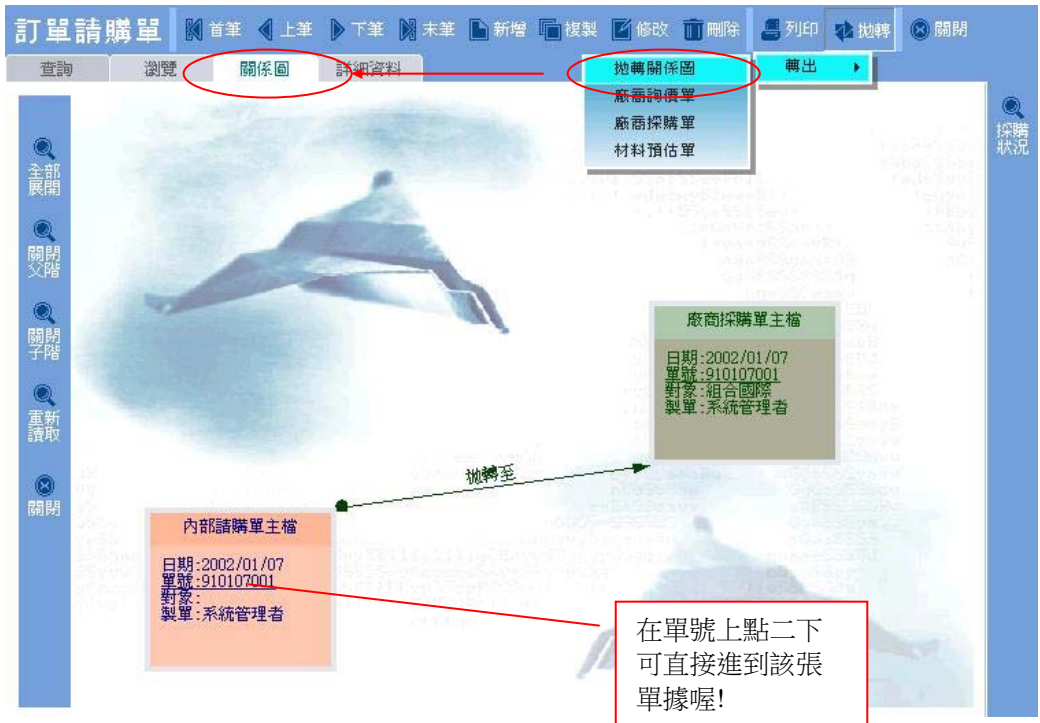 訂單請購單 首筆 上筆 下筆 末筆 新增 複製 修改 刪除 列印 拋轉 關閉
查詢 瀏覽 關係圖 詳細資料
拋轉關係圖 轉出
廠商詢價單
廠商採購單
材料預估單
採購
狀況
全部
展開
關閉
父階
關閉
子階
重新
讀取
關閉
廠商採購單主檔
日期:2002/01/07
單號:910107001
對象:組合國際
製單:系統管理者
拋轉至
內部請購單主檔
日期:2002/01/07
單號:910107001
對象:
製單:系統管理者
在單號上點二下
可直接進到該張
單據喔!